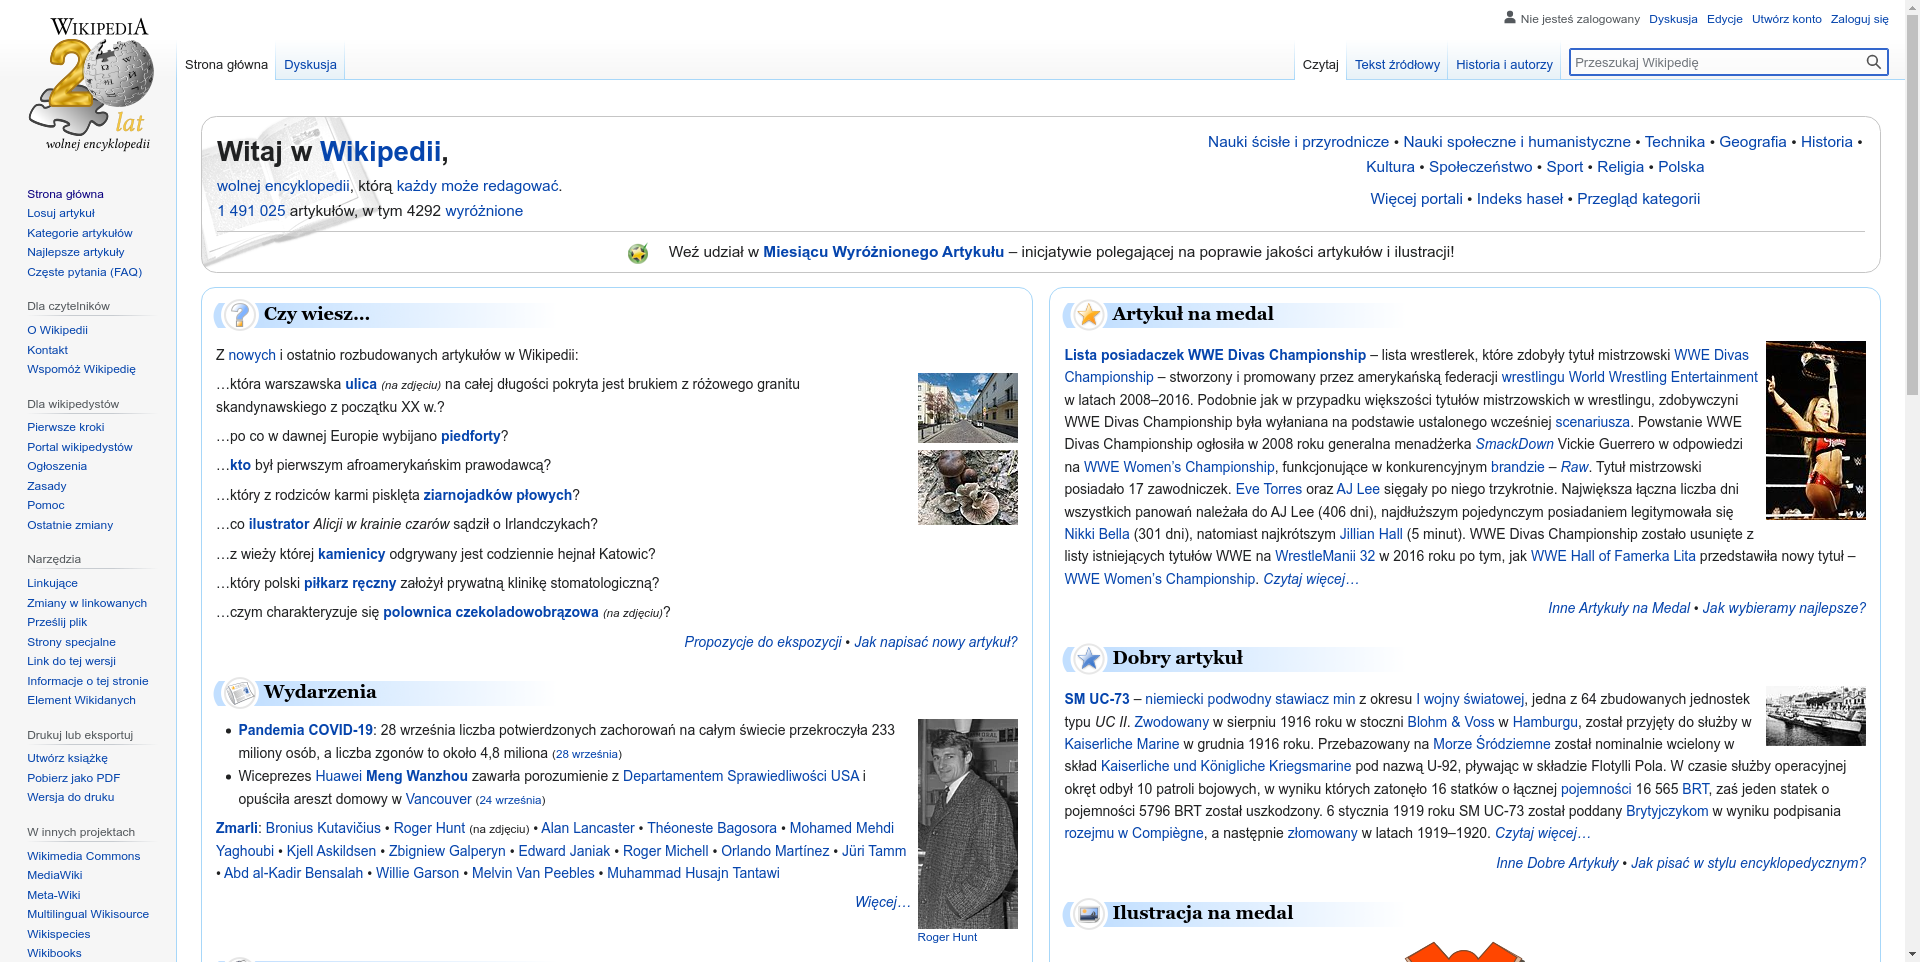 WIKIPEDIA
20 lat
wolnej encyklopedii
Nie jesteś zalogowany Dyskusja Edycje Utwórz konto Zaloguj się
Strona główna Dyskusja Czytaj Tekst źródłowy Historia i autorzy Przeszukaj Wikipedię
Strona główna
Losuj artykuł
Kategorie artykułów
Najlepsze artykuły
Częste pytania (FAQ)
Dla czytelników
O Wikipedii
Kontakt
Wspomóż Wikipedię
Dla wikipedystów
Pierwsze kroki
Portal wikipedystów
Ogłoszenia
Zasady
Pomoc
Ostatnie zmiany
Narzędzia
Linkujące
Zmiany w linkowanych
Prześlij plik
Strony specjalne
Link do tej wersji
Informacje o tej stronie
Element Wikidanych
Drukuj lub eksportuj
Utwórz książkę
Pobierz jako PDF
Wersja do druku
W innych projektach
Wikimedia Commons
MediaWiki
Meta-Wiki
Multilingual Wikisource
Wikispecies
Wikibooks
Witaj w Wikipedii,
wolnej encyklopedii, którą każdy może redagować.
1 491 025 artykułów, w tym 4292 wyróżnione
Nauki ścisłe i przyrodnicze • Nauki społeczne i humanistyczne • Technika • Geografia • Historia •
Kultura • Społeczeństwo • Sport • Religia • Polska
Więcej portali • Indeks haseł • Przegląd kategorii
Weź udział w Miesiącu Wyróżnionego Artykułu – inicjatywie polegającej na poprawie jakości artykułów i ilustracji!
Czy wiesz...
Z nowych i ostatnio rozbudowanych artykułów w Wikipedii:
…która warszawska ulica (na zdjęciu) na całej długości pokryta jest brukiem z różowego granitu
skandynawskiego z początku XX w.?
…po co w dawnej Europie wybijano piedforty?
…kto był pierwszym afroamerykańskim prawodawcą?
…który z rodziców karmi pisklęta ziarnojadków płowych?
…co ilustrator Alicji w krainie czarów sądził o Irlandczykach?
…z wieży której kamienicy odgrywany jest codziennie hejnał Katowic?
…który polski piłkarz ręczny założył prywatną klinikę stomatologiczną?
…czym charakteryzuje się polownica czekoladowobrązowa (na zdjęciu)?
Propozycje do ekspozycji • Jak napisać nowy artykuł?
Wydarzenia
• Pandemia COVID-19: 28 września liczba potwierdzonych zachorowań na całym świecie przekroczyła 233
miliony osób, a liczba zgonów to około 4,8 miliona (28 września)
• Wiceprezes Huawei Meng Wanzhou zawarła porozumienie z Departamentem Sprawiedliwości USA i
opuściła areszt domowy w Vancouver (24 września)
Zmarli: Bronius Kutavičius • Roger Hunt (na zdjęciu) • Alan Lancaster • Théoneste Bagosora • Mohamed Mehdi
Yaghoubi • Kjell Askildsen • Zbigniew Galperyn • Edward Janiak • Roger Michell • Orlando Martínez • Jüri Tamm
• Abd al-Kadir Bensalah • Willie Garson • Melvin Van Peebles • Muhammad Husajn Tantawi
Więcej…
Roger Hunt
Artykuł na medal
Lista posiadaczek WWE Divas Championship – lista wrestlerek, które zdobyły tytuł mistrzowski WWE Divas
Championship – stworzony i promowany przez amerykańską federacji wrestlingu World Wrestling Entertainment
w latach 2008–2016. Podobnie jak w przypadku większości tytułów mistrzowskich w wrestlingu, zdobywczyni
WWE Divas Championship była wyłaniana na podstawie ustalonego wcześniej scenariusza. Powstanie WWE
Divas Championship ogłosiła w 2008 roku generalna menadżerka SmackDown Vickie Guerrero w odpowiedzi
na WWE Women's Championship, funkcjonujące w konkurencyjnym brandzie – Raw. Tytuł mistrzowski
posiadało 17 zawodniczek. Eve Torres oraz AJ Lee sięgały po niego trzykrotnie. Największa łączna liczba dni
wszystkich panowań należała do AJ Lee (406 dni), najdłuższym pojedynczym posiadaniem legitymowała się
Nikki Bella (301 dni), natomiast najkrótszym Jillian Hall (5 minut). WWE Divas Championship zostało usunięte z
listy istniejących tytułów WWE na WrestleManii 32 w 2016 roku po tym, jak WWE Hall of Famerka Lita przedstawiła nowy tytuł –
WWE Women's Championship. Czytaj więcej…
Inne Artykuły na Medal • Jak wybieramy najlepsze?
Dobry artykuł
SM UC-73 – niemiecki podwodny stawiacz min z okresu I wojny światowej, jedna z 64 zbudowanych jednostek
typu UC II. Zwodowany w sierpniu 1916 roku w stoczni Blohm & Voss w Hamburgu, został przyjęty do służby w
Kaiserliche Marine w grudnia 1916 roku. Przebazowany na Morze Śródziemne został nominalnie wcielony w
skład Kaiserliche und Königliche Kriegsmarine pod nazwą U-92, pływając w składzie Flotylli Pola. W czasie służby operacyjnej
okręt odbył 10 patroli bojowych, w wyniku których zatonęło 16 statków o łącznej pojemności 16 565 BRT, zaś jeden statek o
pojemności 5796 BRT został uszkodzony. 6 stycznia 1919 roku SM UC-73 został poddany Brytyjczykom w wyniku podpisania
rozejmu w Compiègne, a następnie złomowany w latach 1919–1920. Czytaj więcej…
Inne Dobre Artykuły • Jak pisać w stylu encyklopedycznym?
Ilustracja na medal